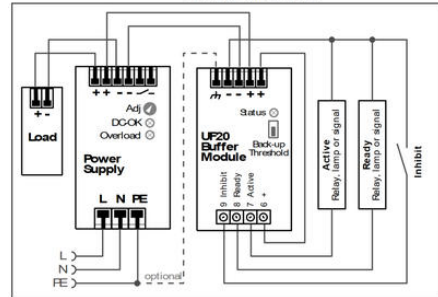 + + - - -
- - + +
+ -
Load
Adj
DC-OK
Overload
Power
Supply
L N PE
Status
UF20
Buffer
Module
Back-up
Threshold
9 Inhibit
8 Ready
7 Active
6 +
Active
Relay, lamp or signal
Ready
Relay, lamp or signal
Inhibit
L
N
PE
optional